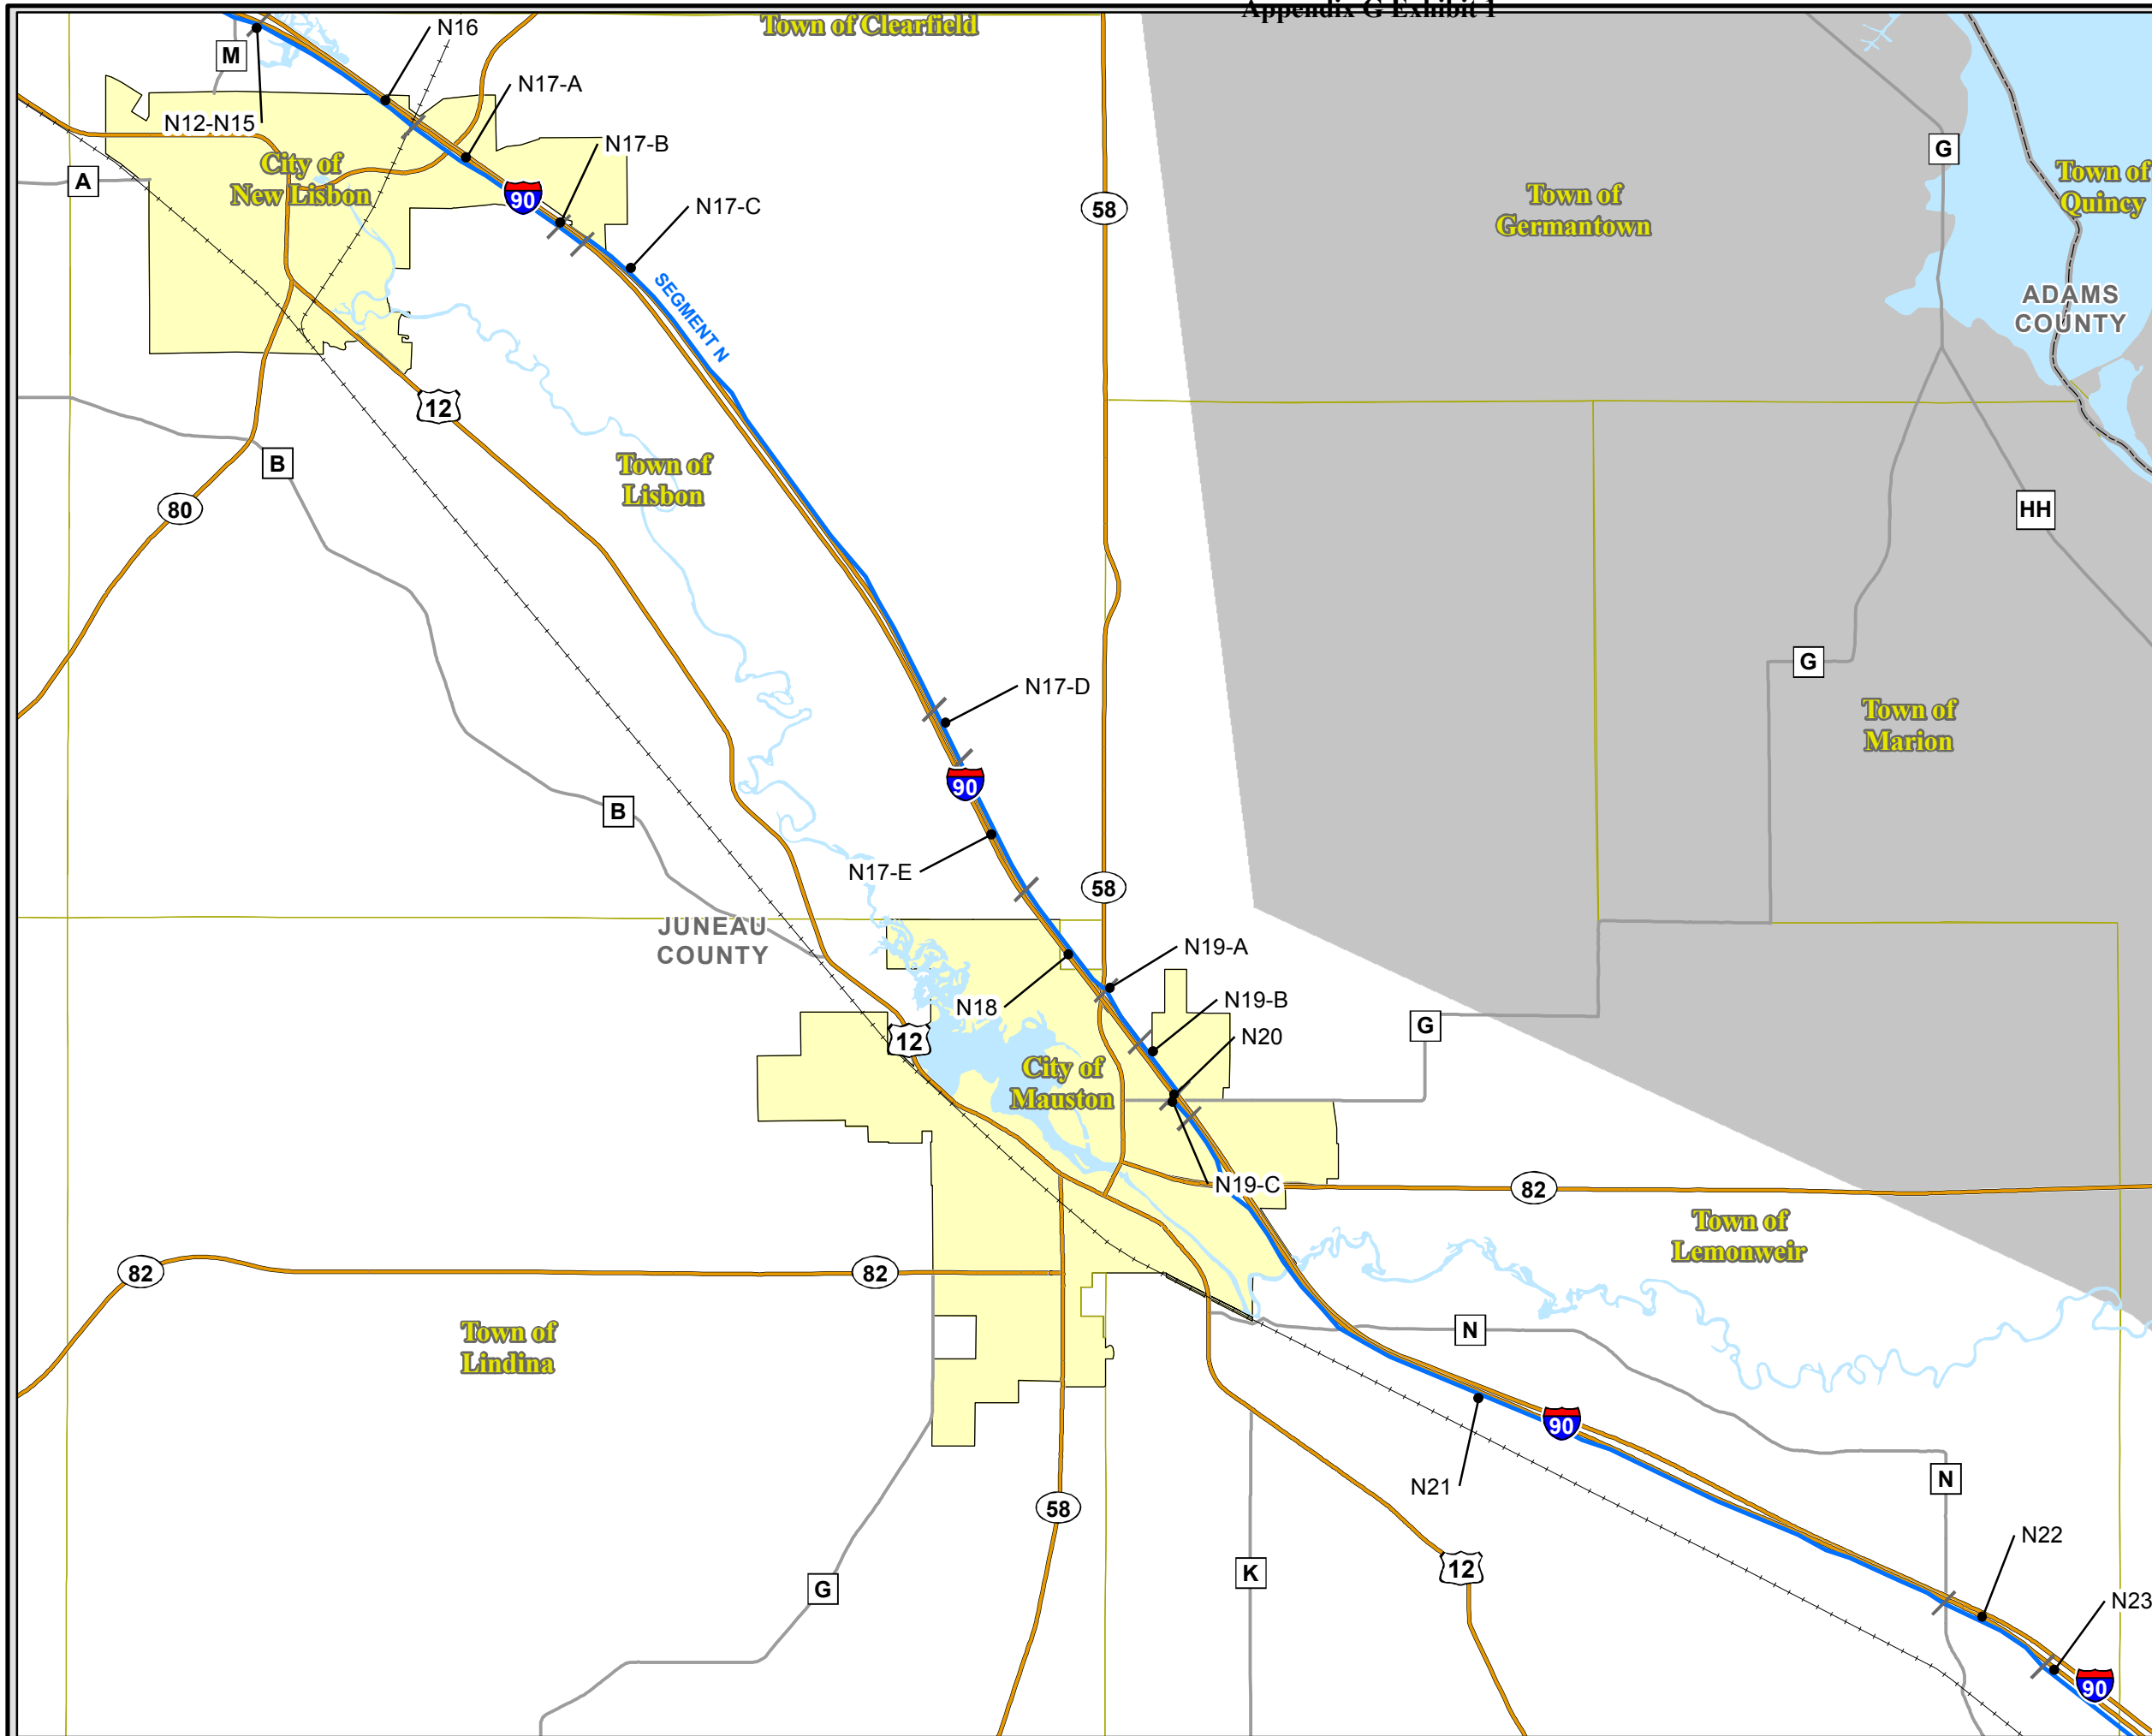 Appendix G Exhibit 1
Town of Clearfield
N16
M
N17-A
N12-N15
N17-B
G
City of
New Lisbon
A
Town of
Quincy
90
Town of
Germantown
58
N17-C
SEGMENT N
ADAMS
COUNTY
12
B
Town of
Lisbon
80
HH
G
N17-D
Town of
Marion
90
B
N17-E
58
JUNEAU
COUNTY
N19-A
N18
N19-B
G
N20
12
City of
Mauston
N19-C
82
Town of
Lemonweir
82
82
Town of
Lindina
N
90
N21
N
58
N22
12
K
G
N23
90